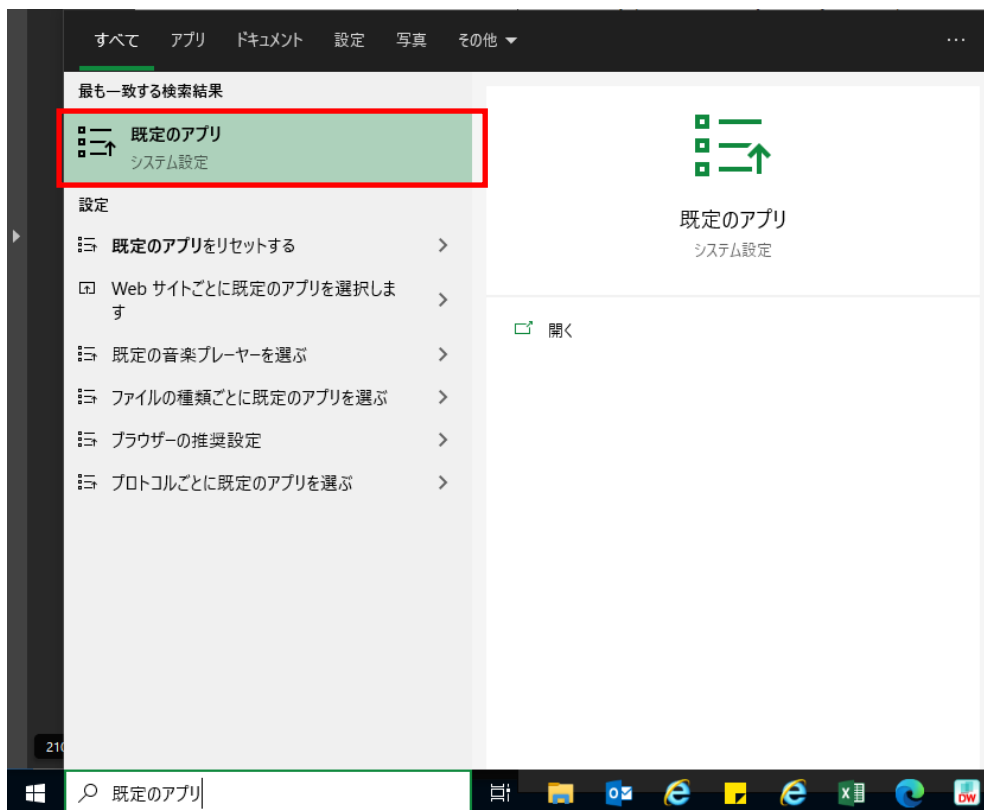 すべて アプリ ドキュメント 設定 写真 その他 ...
最も一致する検索結果
既定のアプリ
システム設定
設定
既定のアプリをリセットする
Web サイトごとに既定のアプリを選択しま
す
既定の音楽プレーヤーを選ぶ
ファイルの種類ごとに既定のアプリを選ぶ
ブラウザーの推奨設定
プロトコルごとに既定のアプリを選ぶ
既定のアプリ
システム設定
開く
210
既定のアプリ
DW